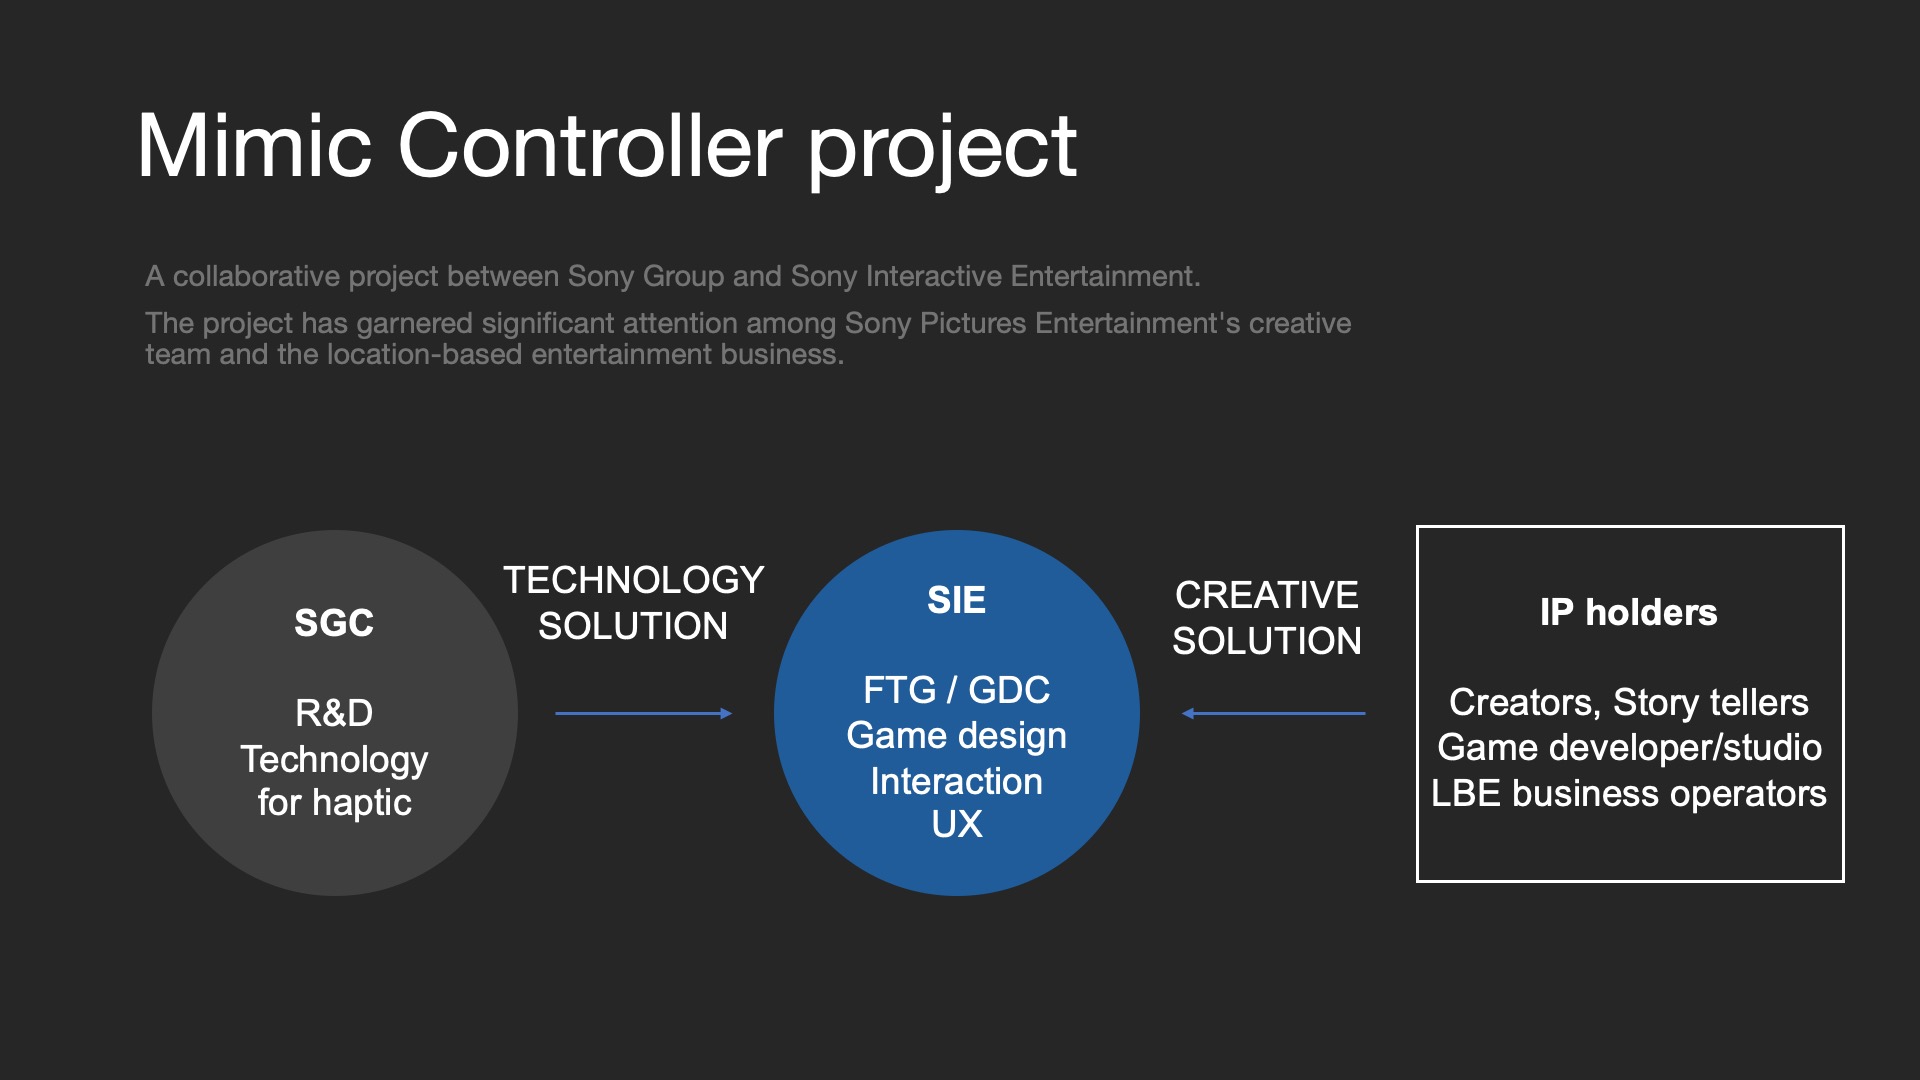 Mimic Controller project
A collaborative project between Sony Group and Sony Interactive Entertainment.
The project has garnered significant attention among Sony Pictures Entertainment's creative
team and the location-based entertainment business.
SGC
R&D
Technology
for haptic
TECHNOLOGY
SOLUTION
SIE
FTG / GDC
Game design
Interaction
UX
CREATIVE
SOLUTION
IP holders
Creators, Story tellers
Game developer/studio
LBE business operators